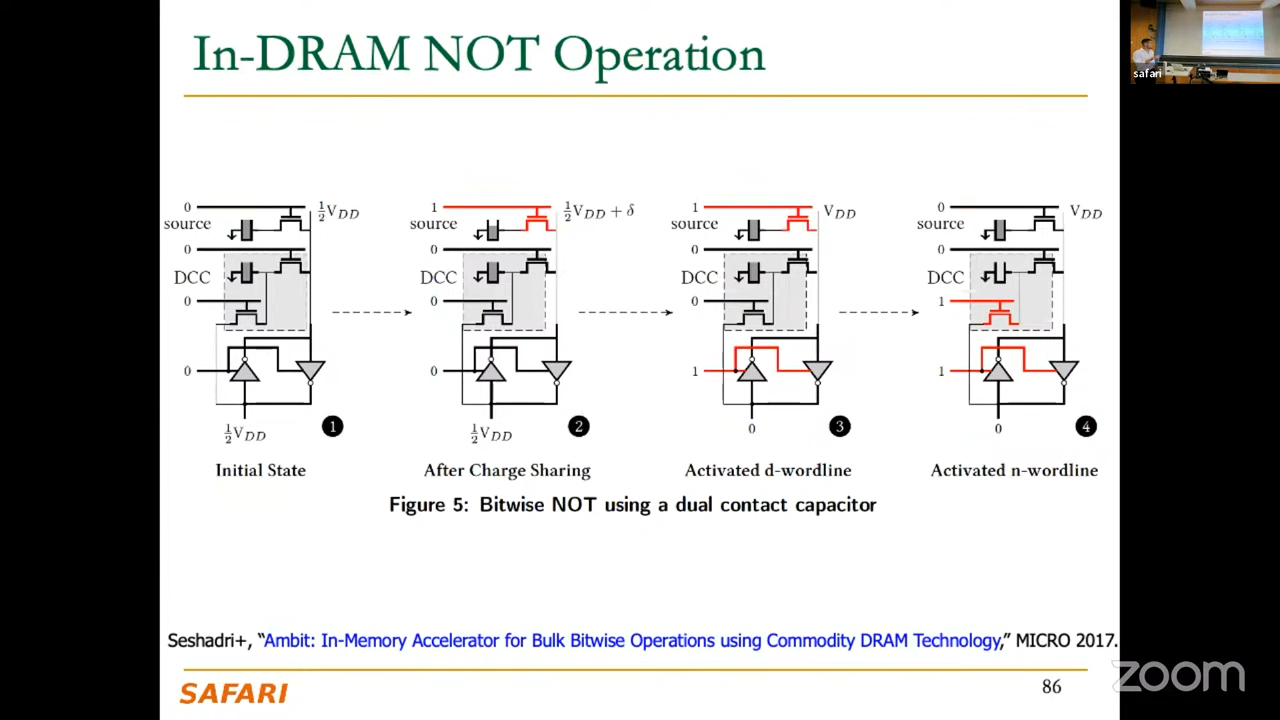 In-DRAM NOT Operation
safari
0
½VDD
source
0
DCC
0
0
½VDD
1
Initial State
1
½VDD + δ
source
0
DCC
0
0
½VDD
2
After Charge Sharing
1
VDD
source
0
DCC
0
1
0
3
Activated d-wordline
0
VDD
source
0
DCC
1
1
0
4
Activated n-wordline
Figure 5: Bitwise NOT using a dual contact capacitor
Seshadri+, “Ambit: In-Memory Accelerator for Bulk Bitwise Operations using Commodity DRAM Technology,” MICRO 2017.
SAFARI
86
zoom